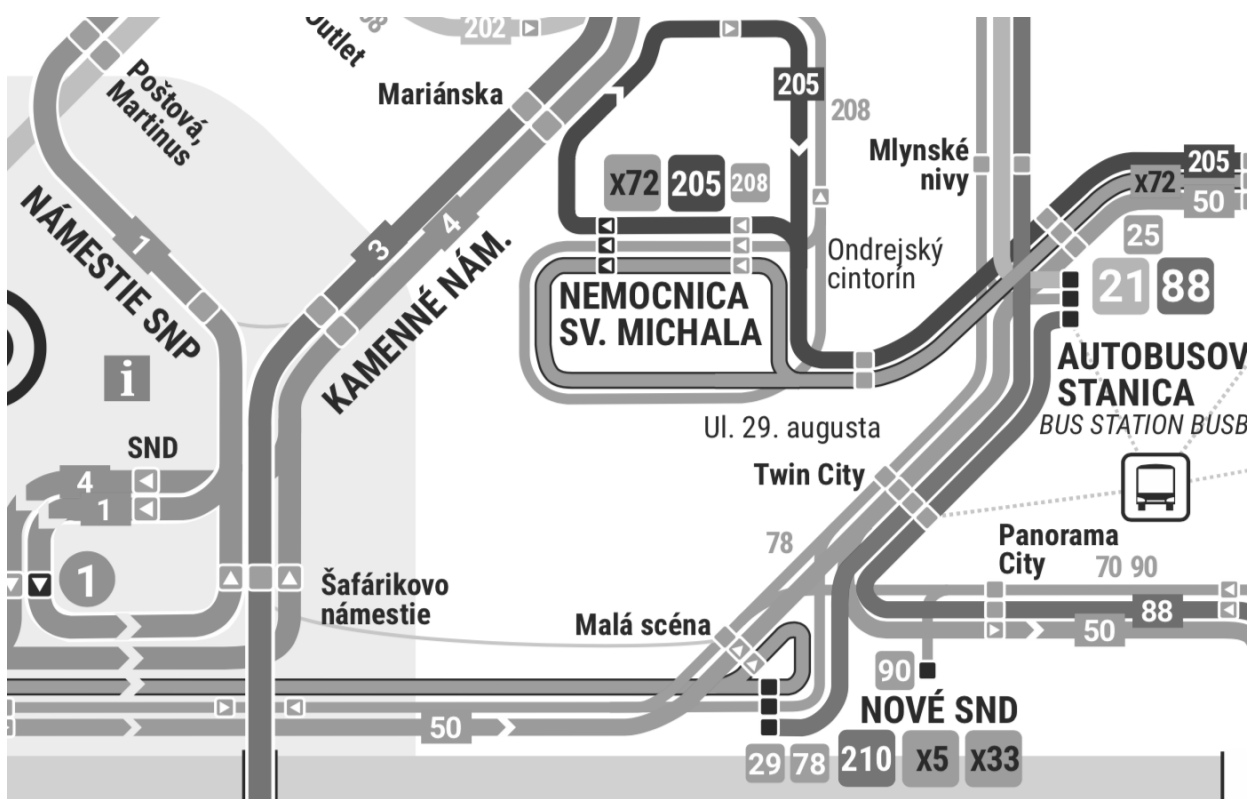 202
Outlet
Poštová,
Martinus
Mariánska
205
208
Mlynské
nivy
205
x72
50
x72 205 208
NÁMESTIE SNP
1
3
4
KAMENNÉ NÁM.
Ondrejský
cintorín
25
21 88
NEMOCNICA
SV. MICHALA
i
AUTOBUSOV
STANICA
BUS STATION BUSB
Ul. 29. augusta
SND
4
1
Twin City
78
Panorama
City
70 90
1
Šafárikovo
námestie
Malá scéna
88
50
90
NOVÉ SND
50
29 78 210 x5 x33